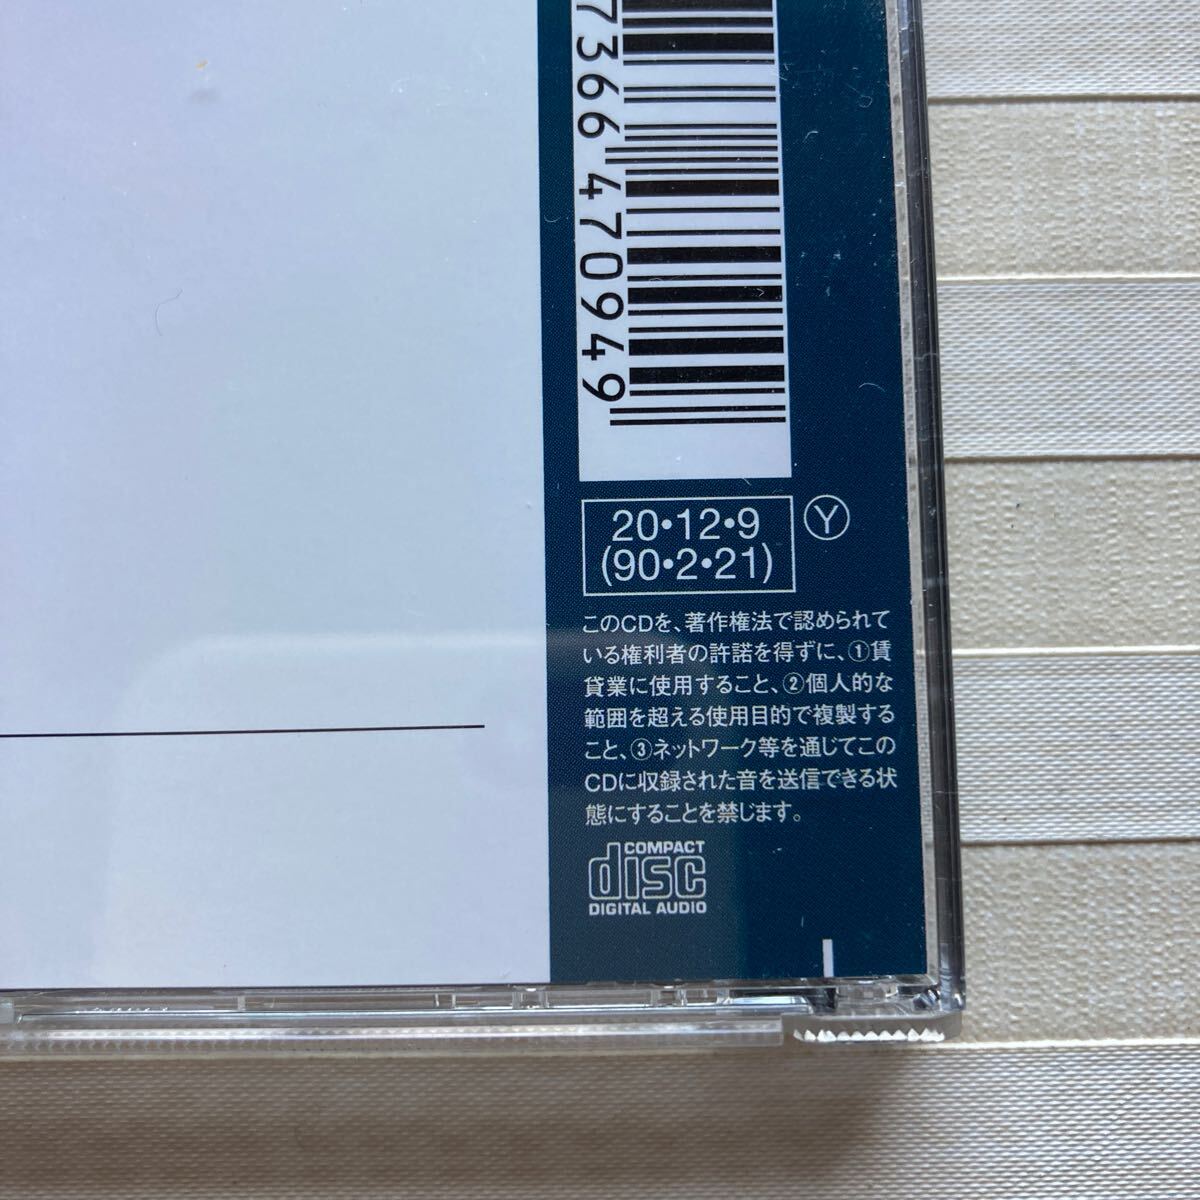 7366 470949
20•12•9 Ⓨ
(90•2•21)
このCDを、著作権法で認められて
いる権利者の許諾を得ずに、①賃
貸業に使用すること、②個人的な
範囲を超える使用目的で複製する
こと、③ネットワーク等を通じてこの
CDに収録された音を送信できる状
態にすることを禁じます。
COMPACT
disc
DIGITAL AUDIO